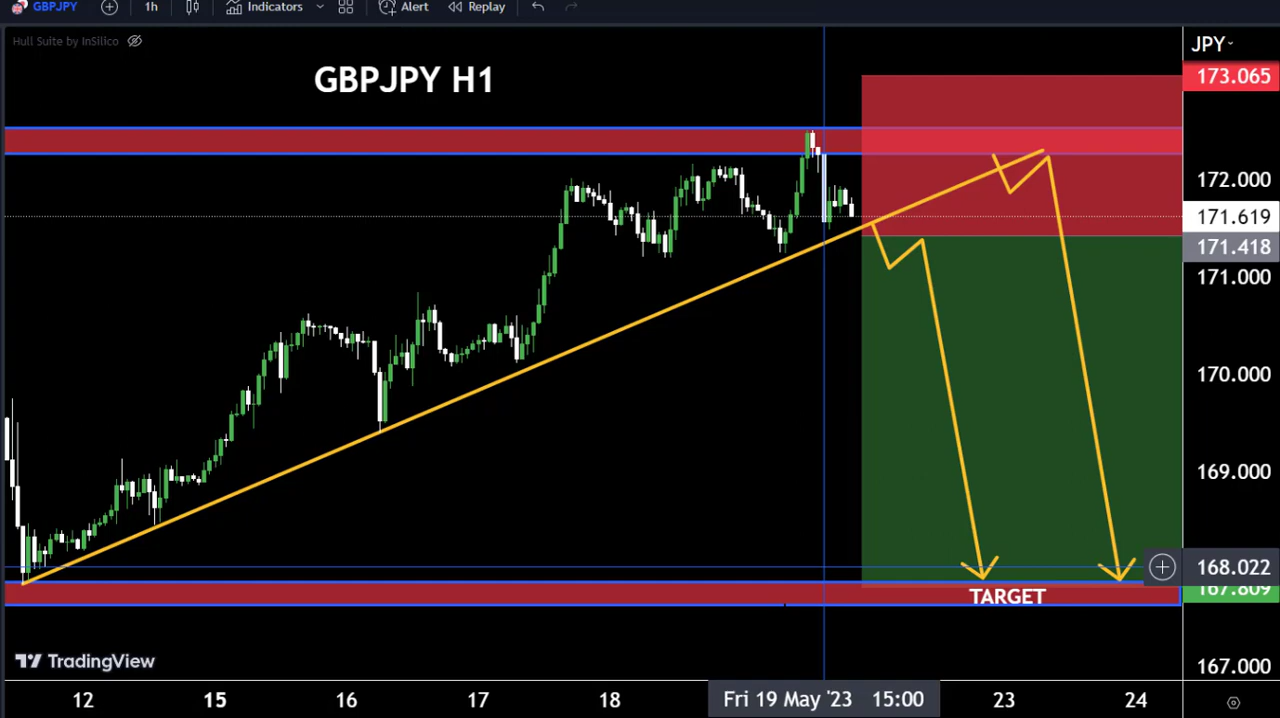 GBPJPY 1h Indicators Alert Replay
Hull Suite by InSilico
JPY
GBPJPY H1
173.065
172.000
171.619
171.418
171.000
170.000
169.000
168.022
167.809
TARGET
167.000
TradingView
12 15 16 17 18 Fri 19 May '23 15:00 23 24